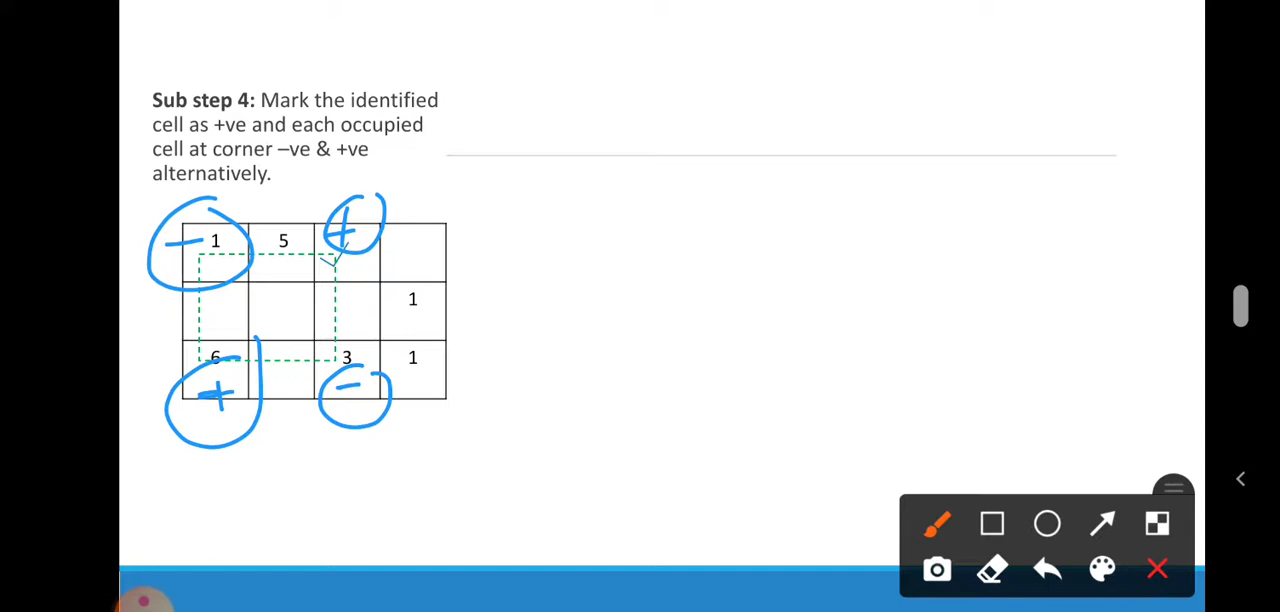 Sub step 4: Mark the identified
cell as +ve and each occupied
cell at corner –ve & +ve
alternatively.
− 1 5 +
1
6 3 1
+ −